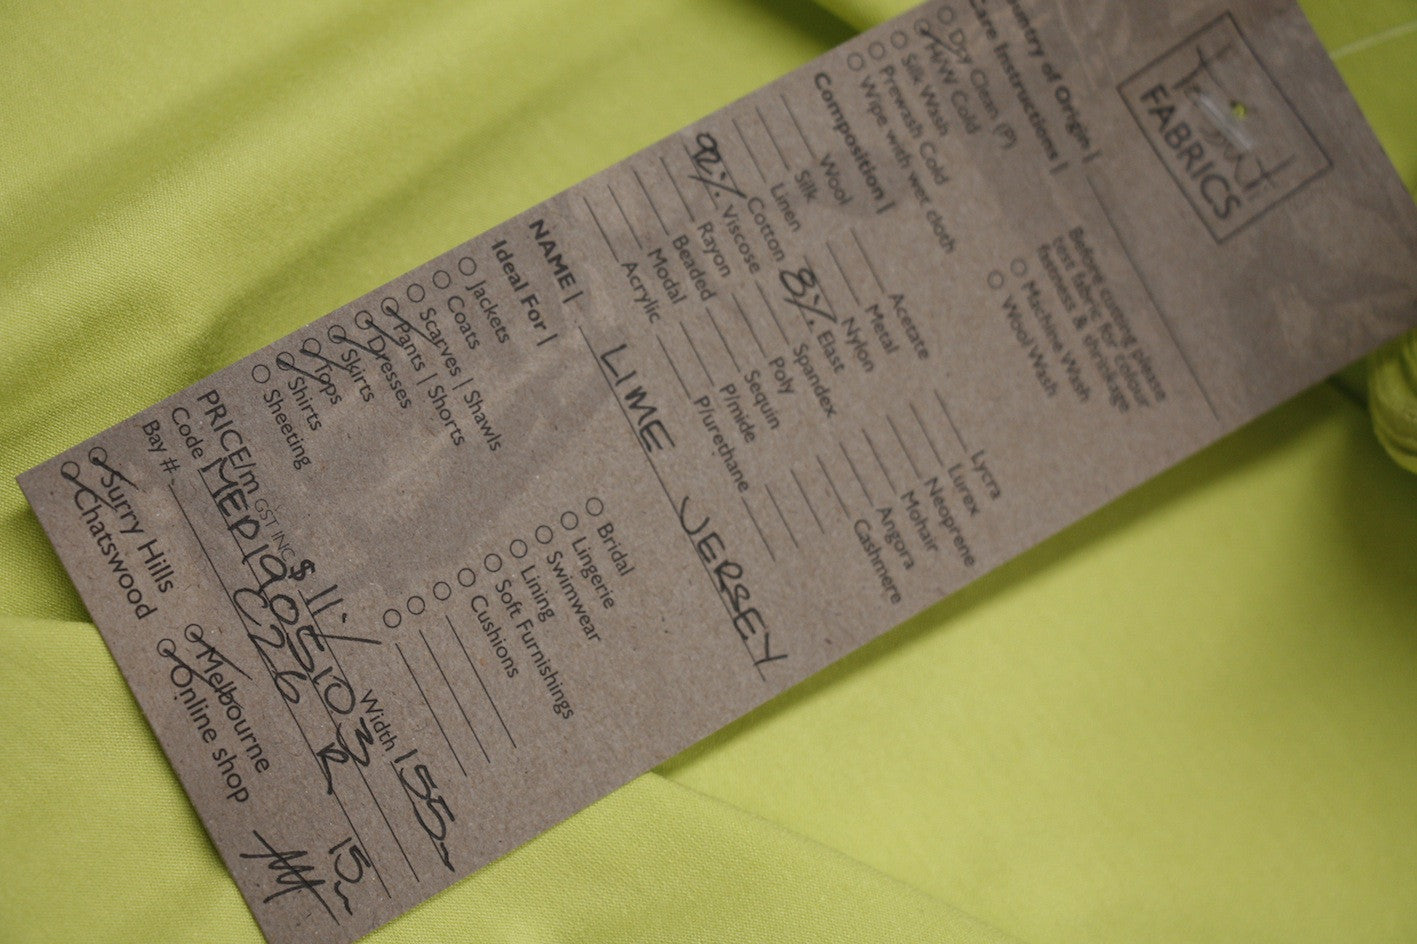 FABRICS
Country of Origin |
Care Instructions |
Dry Clean (P)
H/W Cold
Silk Wash
Prewash Cold
Wipe with wet cloth
Before cutting please
test fabric for colour
fastness & shrinkage
Machine Wash
Wool Wash
Composition |
Wool
Silk
Linen
Cotton
92% Viscose
Rayon
Beaded
Modal
Acrylic
Acetate
Metal
Nylon
8% Elast
Spandex
Poly
Sequin
P/mide
P/urethane
Lycra
Lurex
Neoprene
Mohair
Angora
Cashmere
NAME | LIME JERSEY
Ideal For |
Jackets
Coats
Scarves | Shawls
Pants | Shorts
Dresses
Skirts
Tops
Shirts
Sheeting
Bridal
Lingerie
Swimwear
Lining
Soft Furnishings
Cushions
PRICE/m GST INC $ 11.- Width 155
Code MED1905103
Bay # C26 R 15m
Surry Hills
Chatswood
Melbourne
Online shop